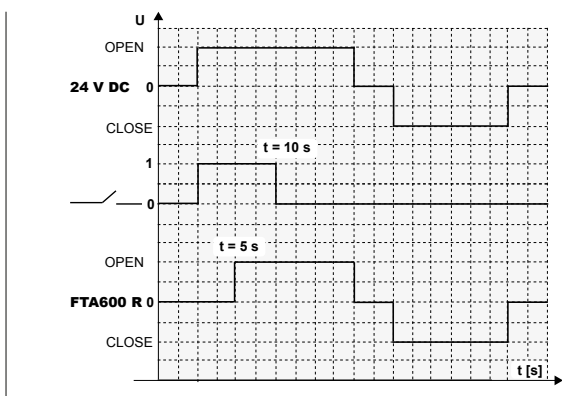 U
OPEN
24 V DC 0
CLOSE
t = 10 s
1
0
t = 5 s
OPEN
FTA600 R 0
CLOSE
t [s]